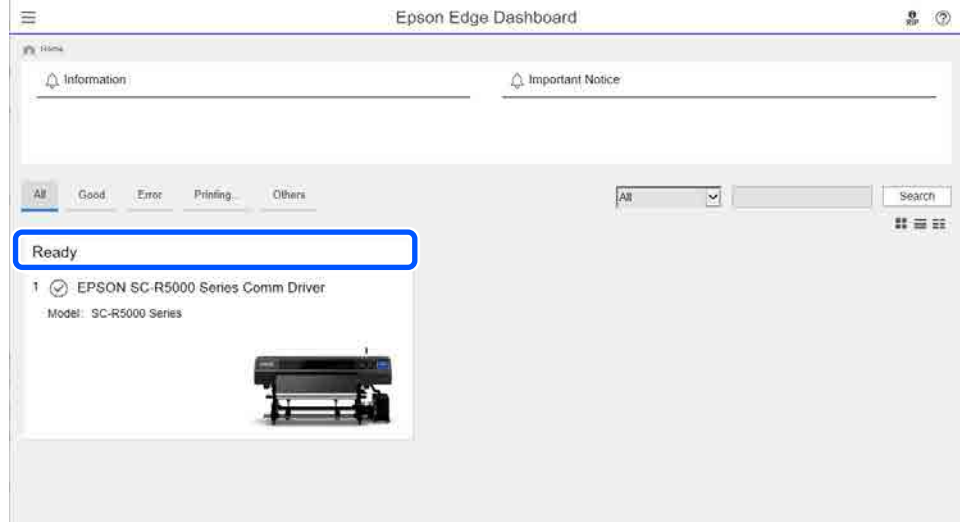 Epson Edge Dashboard
RIP
Home
Information
Important Notice
All Good Error Printing... Others
All
Search
Ready
1 EPSON SC-R5000 Series Comm Driver
Model: SC-R5000 Series